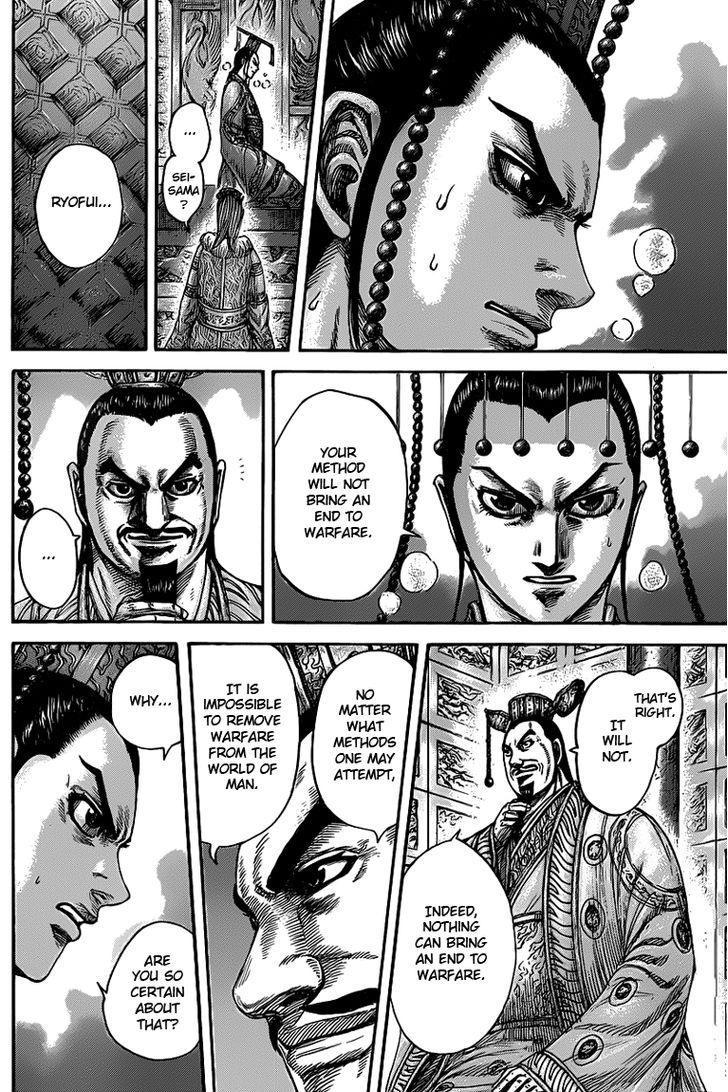 ...
SEI-
SAMA
?
RYOFUI...
YOUR
METHOD
WILL NOT
BRING AN
END TO
WARFARE.
...
THAT'S
RIGHT.
IT
WILL
NOT.
INDEED,
NOTHING
CAN BRING
AN END TO
WARFARE.
NO
MATTER
WHAT
METHODS
ONE MAY
ATTEMPT,
IT IS
IMPOSSIBLE
TO REMOVE
WARFARE
FROM THE
WORLD OF
MAN.
WHY...
ARE
YOU SO
CERTAIN
ABOUT
THAT?